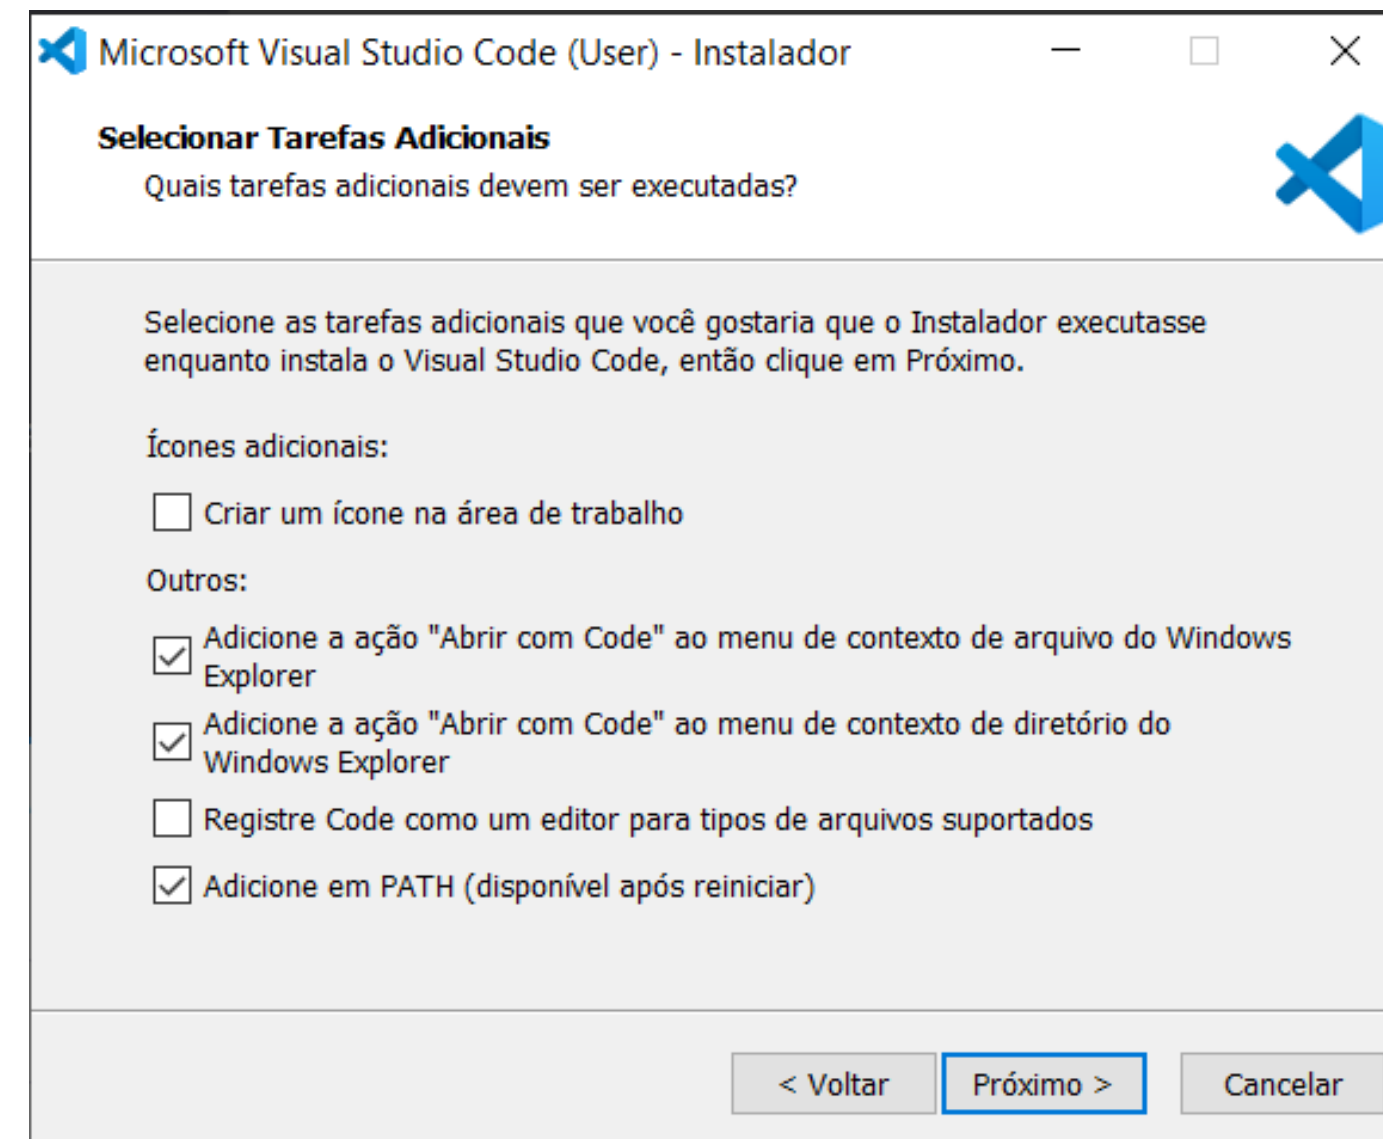 Microsoft Visual Studio Code (User) - Instalador
Selecionar Tarefas Adicionais
Quais tarefas adicionais devem ser executadas?
Selecione as tarefas adicionais que você gostaria que o Instalador executasse
enquanto instala o Visual Studio Code, então clique em Próximo.
Ícones adicionais:
Criar um ícone na área de trabalho
Outros:
Adicione a ação "Abrir com Code" ao menu de contexto de arquivo do Windows
Explorer
Adicione a ação "Abrir com Code" ao menu de contexto de diretório do
Windows Explorer
Registre Code como um editor para tipos de arquivos suportados
Adicione em PATH (disponível após reiniciar)
< Voltar Próximo > Cancelar